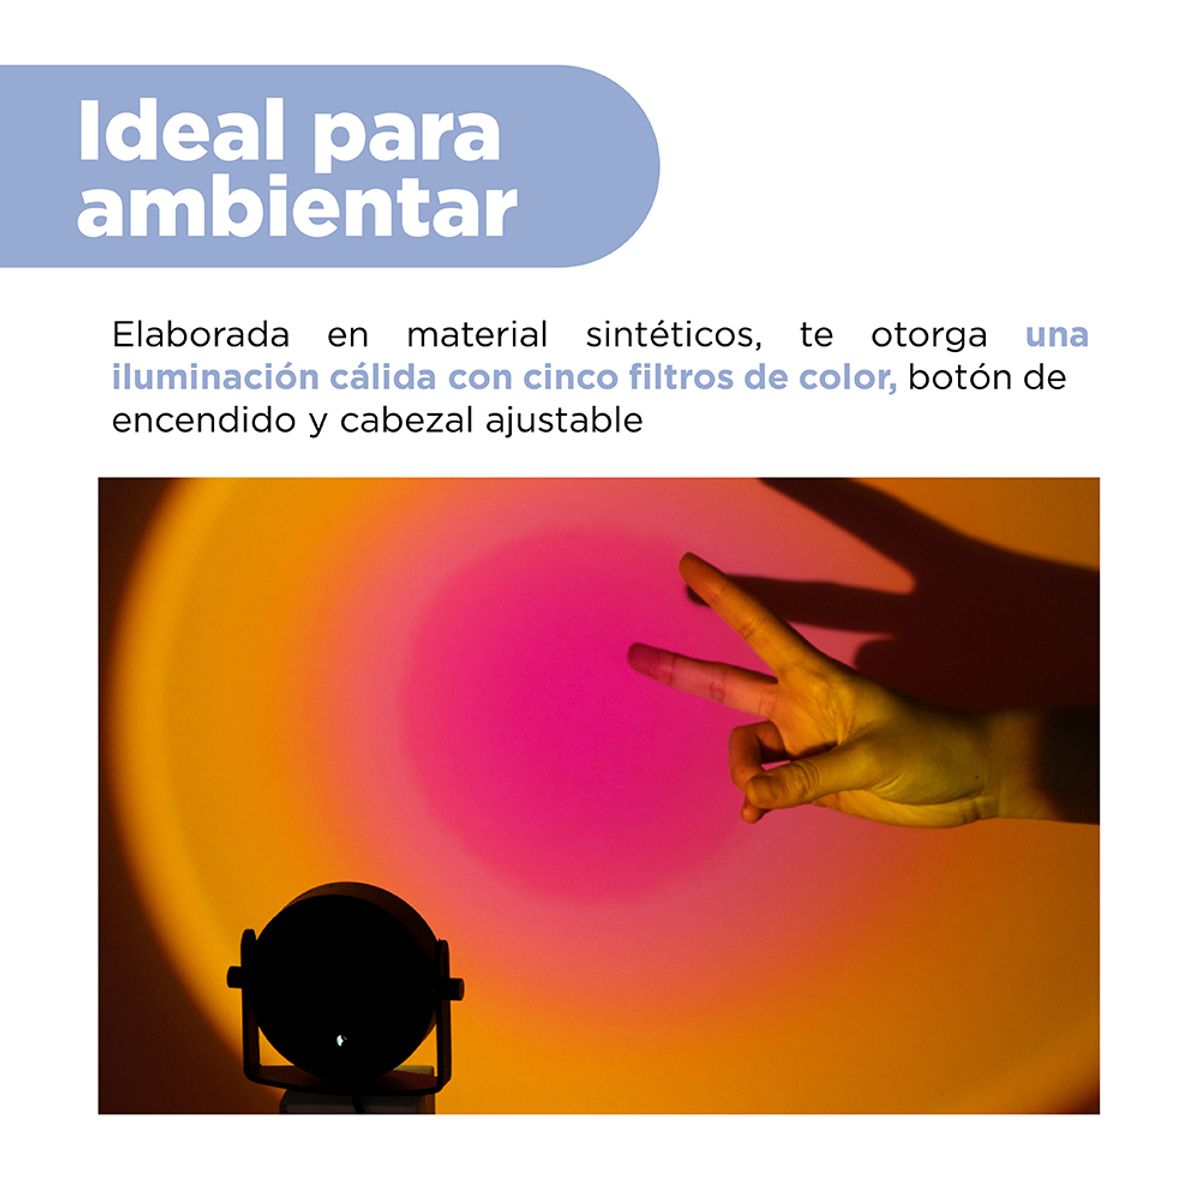 Ideal para
ambientar
Elaborada en material sintéticos, te otorga una
iluminación cálida con cinco filtros de color, botón de
encendido y cabezal ajustable